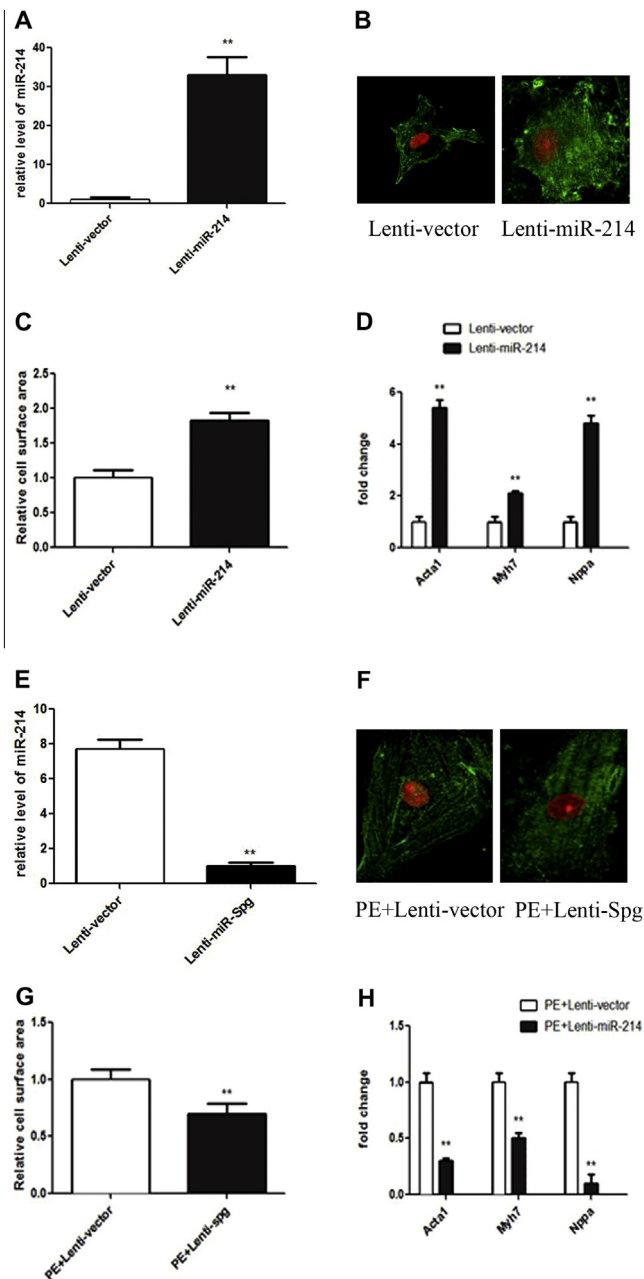 A
relative level of miR-214
40
30
20
10
0
**
Lenti-vector
Lenti-miR-214
B
Lenti-vector Lenti-miR-214
C
Relative cell surface area
2.5
2.0
1.5
1.0
0.5
0.0
**
Lenti-vector
Lenti-miR-214
D
Lenti-vector
Lenti-miR-214
fold change
6
4
2
0
** ** **
Acta1 Myh7 Nppa
E
relative level of miR-214
10
8
6
4
2
0
**
Lenti-vector
Lenti-miR-Spg
F
PE+Lenti-vector PE+Lenti-Spg
G
Relative cell surface area
1.5
1.0
0.5
0.0
**
PE+Lenti-vector
PE+Lenti-spg
H
PE+Lenti-vector
PE+Lenti-miR-214
fold change
1.5
1.0
0.5
0.0
** ** **
Acta1 Myh7 Nppa